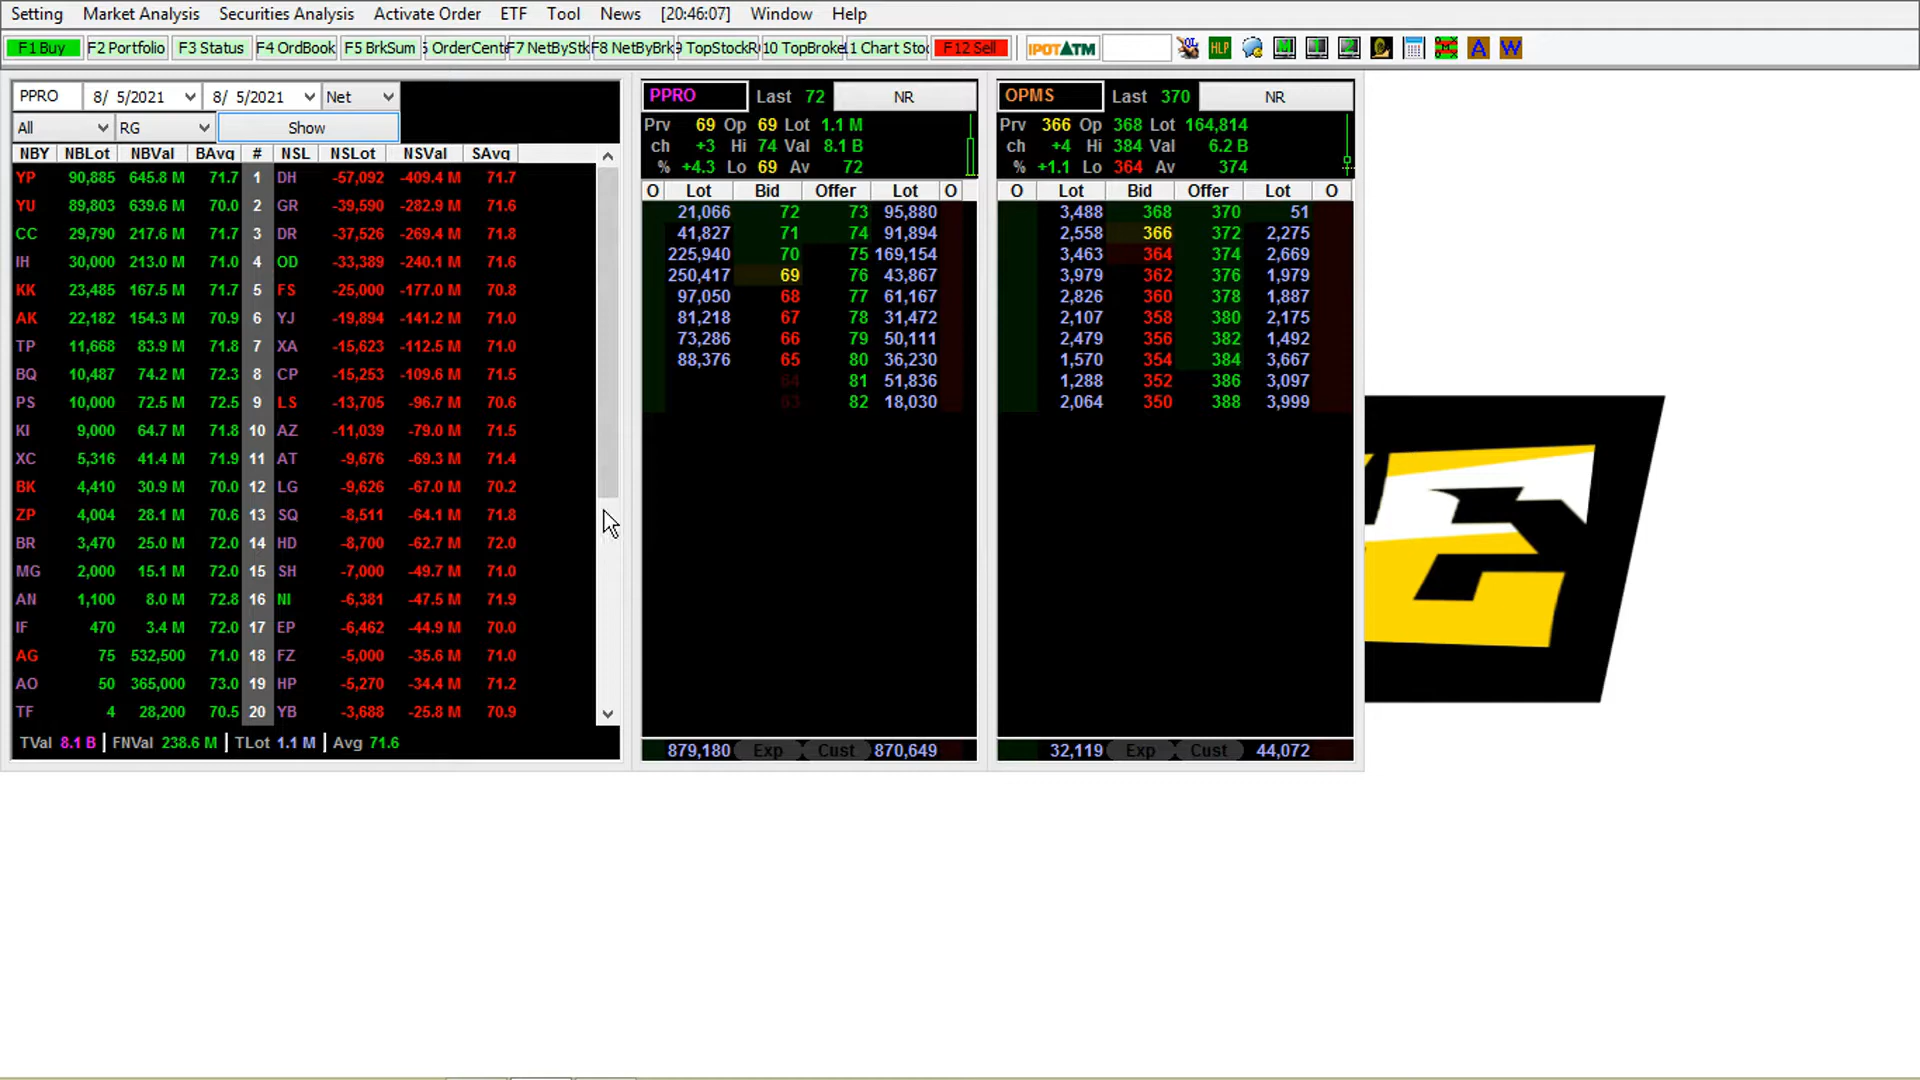 Setting Market Analysis Securities Analysis Activate Order ETF Tool News [20:46:07] Window Help
F1 Buy F2 Portfolio F3 Status F4 OrdBook F5 BrkSum OrderCent F7 NetByStk F8 NetByBrk TopStock 10 TopBroke 1 Chart Sto F12 Sell IPOTATM HLP A W
PPRO 8/ 5/2021 8/ 5/2021 Net
All RG Show
NBY NBLot NBVal BAvg # NSL NSLot NSVal SAvg
YP 90,885 645.8 M 71.7 1 DH -57,092 -409.4 M 71.7
YU 89,803 639.6 M 70.0 2 GR -39,590 -282.9 M 71.6
CC 29,790 217.6 M 71.7 3 DR -37,526 -269.4 M 71.8
IH 30,000 213.0 M 71.0 4 OD -33,389 -240.1 M 71.6
KK 23,485 167.5 M 71.7 5 FS -25,000 -177.0 M 70.8
AK 22,182 154.3 M 70.9 6 YJ -19,894 -141.2 M 71.0
TP 11,668 83.9 M 71.8 7 XA -15,623 -112.5 M 71.0
BQ 10,487 74.2 M 72.3 8 CP -15,253 -109.6 M 71.5
PS 10,000 72.5 M 72.5 9 LS -13,705 -96.7 M 70.6
KI 9,000 64.7 M 71.8 10 AZ -11,039 -79.0 M 71.5
XC 5,316 41.4 M 71.9 11 AT -9,676 -69.3 M 71.4
BK 4,410 30.9 M 70.0 12 LG -9,626 -67.0 M 70.2
ZP 4,004 28.1 M 70.6 13 SQ -8,511 -64.1 M 71.8
BR 3,470 25.0 M 72.0 14 HD -8,700 -62.7 M 72.0
MG 2,000 15.1 M 72.0 15 SH -7,000 -49.7 M 71.0
AN 1,100 8.0 M 72.8 16 NI -6,381 -47.5 M 71.9
IF 470 3.4 M 72.0 17 EP -6,462 -44.9 M 70.0
AG 75 532,500 71.0 18 FZ -5,000 -35.6 M 71.0
AO 50 365,000 73.0 19 HP -5,270 -34.4 M 71.2
TF 4 28,200 70.5 20 YB -3,688 -25.8 M 70.9
TVal 8.1 B FNVal 238.6 M TLot 1.1 M Avg 71.6
PPRO Last 72 NR
Prv 69 Op 69 Lot 1.1 M
ch +3 Hi 74 Val 8.1 B
% +4.3 Lo 69 Av 72
O Lot Bid Offer Lot O
21,066 72 73 95,880
41,827 71 74 91,894
225,940 70 75 169,154
250,417 69 76 43,867
97,050 68 77 61,167
81,218 67 78 31,472
73,286 66 79 50,111
88,376 65 80 36,230
64 81 51,836
63 82 18,030
879,180 Exp Cust 870,649
OPMS Last 370 NR
Prv 366 Op 368 Lot 164,814
ch +4 Hi 384 Val 6.2 B
% +1.1 Lo 364 Av 374
O Lot Bid Offer Lot O
3,488 368 370 51
2,558 366 372 2,275
3,463 364 374 2,669
3,979 362 376 1,979
2,826 360 378 1,887
2,107 358 380 2,175
2,479 356 382 1,492
1,570 354 384 3,667
1,288 352 386 3,097
2,064 350 388 3,999
32,119 Exp Cust 44,072